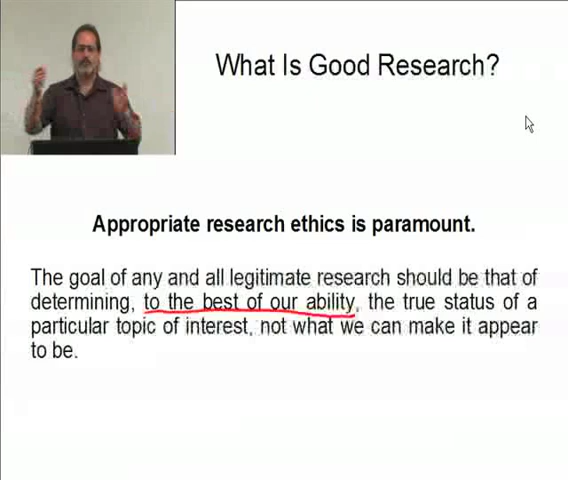 What Is Good Research?
Appropriate research ethics is paramount.
The goal of any and all legitimate research should be that of
determining, to the best of our ability, the true status of a
particular topic of interest, not what we can make it appear
to be.